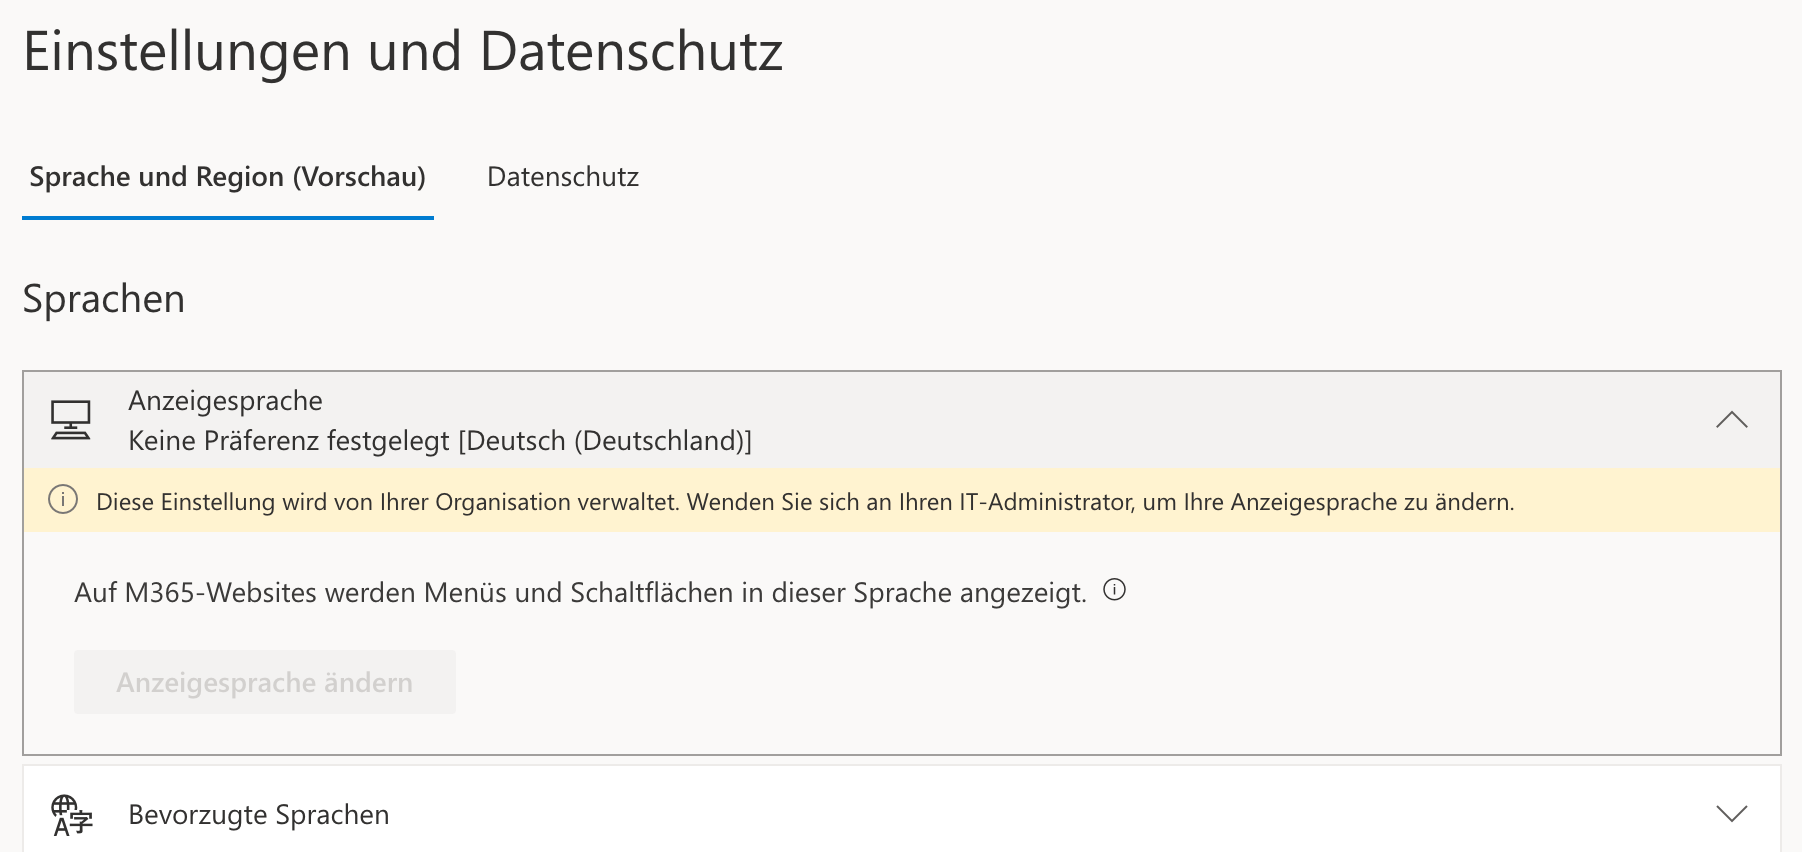 Einstellungen und Datenschutz
Sprache und Region (Vorschau)
Datenschutz
Sprachen
Anzeigesprache
Keine Präferenz festgelegt [Deutsch (Deutschland)]
Diese Einstellung wird von Ihrer Organisation verwaltet. Wenden Sie sich an Ihren IT-Administrator, um Ihre Anzeigesprache zu ändern.
Auf M365-Websites werden Menüs und Schaltflächen in dieser Sprache angezeigt.
Anzeigesprache ändern
Bevorzugte Sprachen